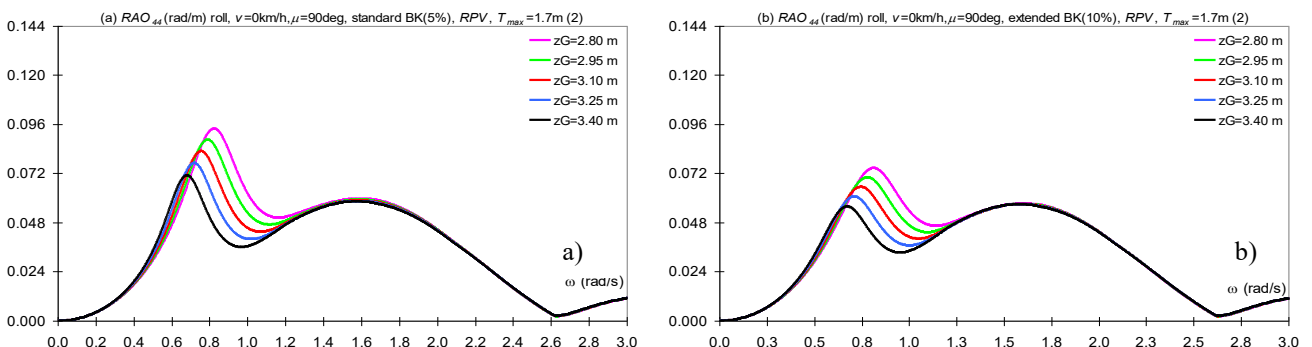 (a) RAO 44 (rad/m) roll, v=0km/h,μ=90deg, standard BK(5%), RPV, T max =1.7m (2)
0.144
0.120
0.096
0.072
0.048
0.024
0.000
zG=2.80 m
zG=2.95 m
zG=3.10 m
zG=3.25 m
zG=3.40 m
a)
ω (rad/s)
0.0 0.2 0.4 0.6 0.8 1.0 1.2 1.4 1.6 1.8 2.0 2.2 2.4 2.6 2.8 3.0
(b) RAO 44 (rad/m) roll, v=0km/h,μ=90deg, extended BK(10%), RPV, T max =1.7m (2)
0.144
0.120
0.096
0.072
0.048
0.024
0.000
zG=2.80 m
zG=2.95 m
zG=3.10 m
zG=3.25 m
zG=3.40 m
b)
ω (rad/s)
0.0 0.3 0.5 0.8 1.0 1.3 1.5 1.8 2.0 2.3 2.5 2.8 3.0